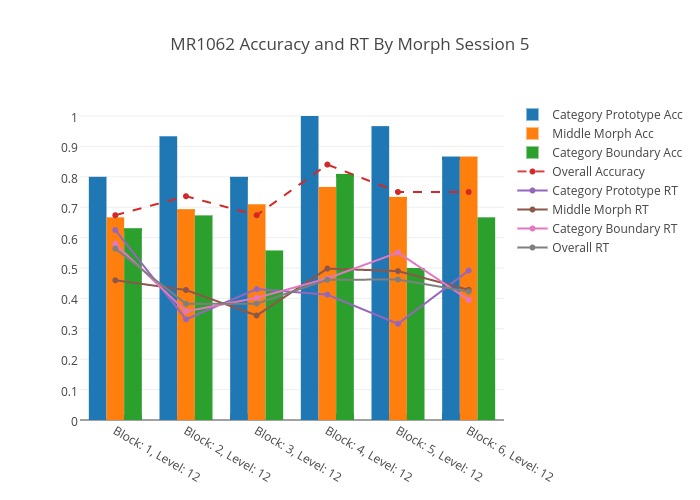 MR1062 Accuracy and RT By Morph Session 5
1
0.9
0.8
0.7
0.6
0.5
0.4
0.3
0.2
0.1
0
Block: 1, Level: 12
Block: 2, Level: 12
Block: 3, Level: 12
Block: 4, Level: 12
Block: 5, Level: 12
Block: 6, Level: 12
Category Prototype Acc
Middle Morph Acc
Category Boundary Acc
Overall Accuracy
Category Prototype RT
Middle Morph RT
Category Boundary RT
Overall RT